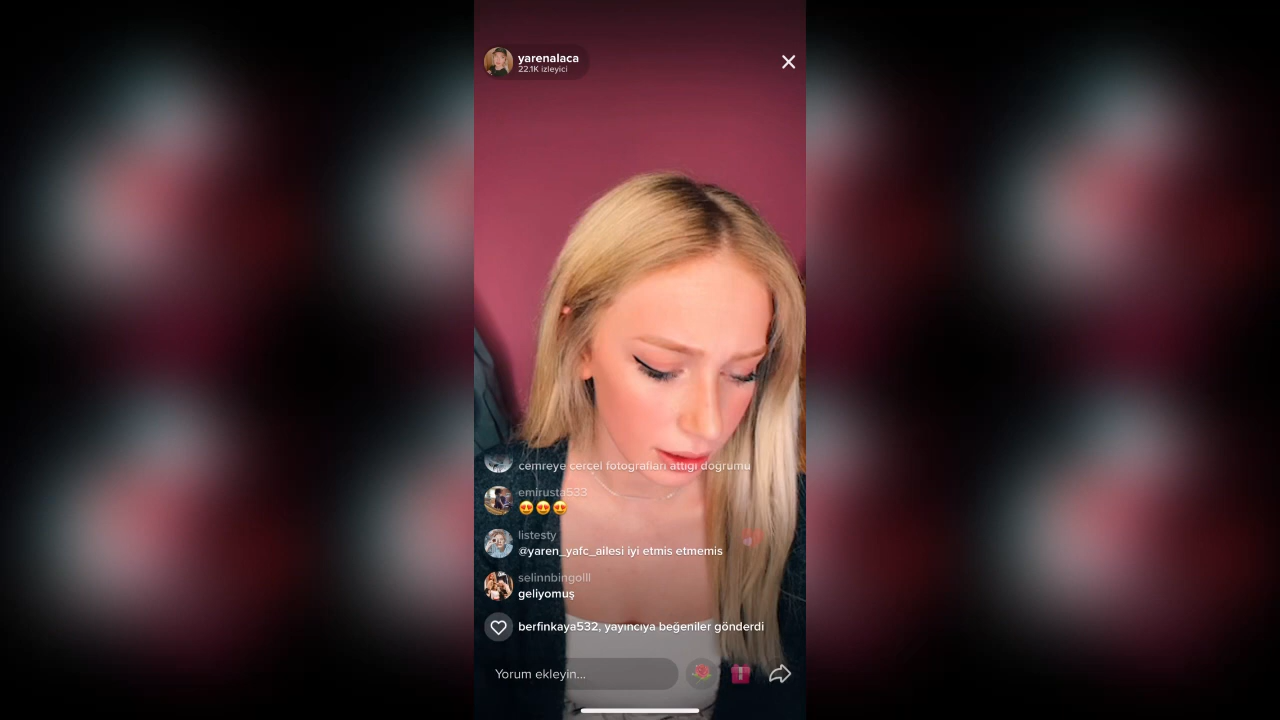 yarenalaca
22.1K izleyici
cemreye cerçel fotografları attıgı dogrumu
emirusta533
😍😍😍
listesty
@yaren_yafc_ailesi iyi etmis etmemis
selinnbingolll
geliyomuş
berfinkaya532, yayıncıya beğeniler gönderdi
Yorum ekleyin...